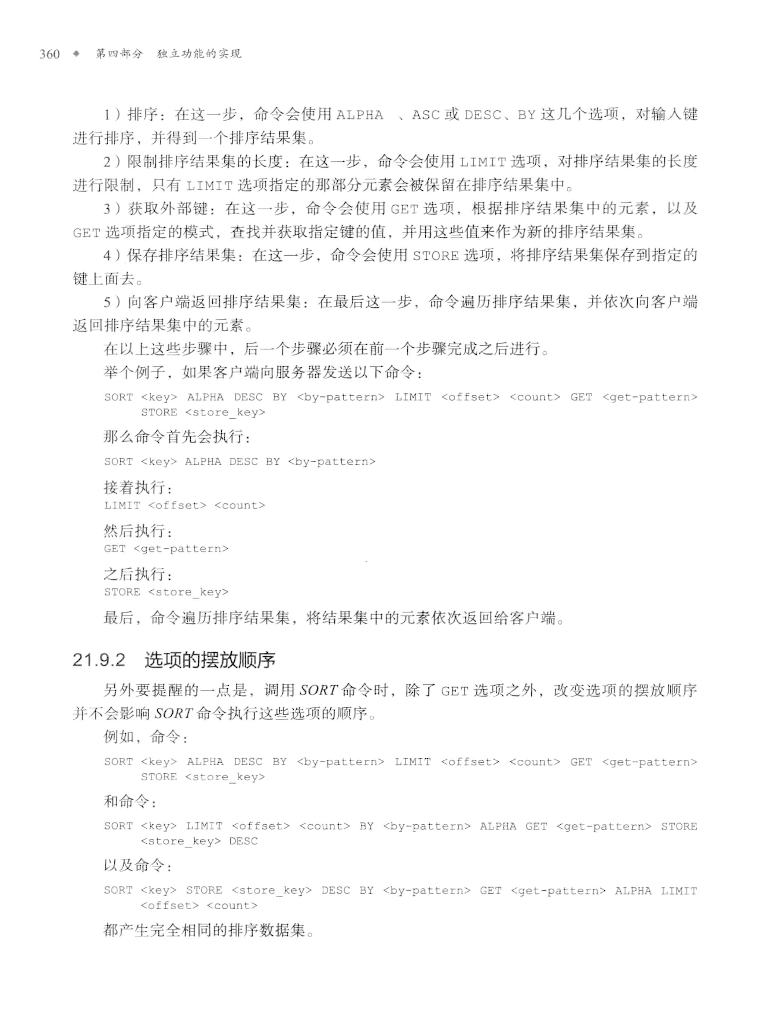 360 ◆ 第四部分 独立功能的实现
1）排序：在这一步，命令会使用 ALPHA 、ASC 或 DESC、BY 这几个选项，对输入键
进行排序，并得到一个排序结果集。
2）限制排序结果集的长度：在这一步，命令会使用 LIMIT 选项，对排序结果集的长度
进行限制，只有 LIMIT 选项指定的那部分元素会被保留在排序结果集中。
3）获取外部键：在这一步，命令会使用 GET 选项，根据排序结果集中的元素，以及
GET 选项指定的模式，查找并获取指定键的值，并用这些值来作为新的排序结果集。
4）保存排序结果集：在这一步，命令会使用 STORE 选项，将排序结果集保存到指定的
键上面去。
5）向客户端返回排序结果集：在最后这一步，命令遍历排序结果集，并依次向客户端
返回排序结果集中的元素。
在以上这些步骤中，后一个步骤必须在前一个步骤完成之后进行。
举个例子，如果客户端向服务器发送以下命令：
SORT <key> ALPHA DESC BY <by-pattern> LIMIT <offset> <count> GET <get-pattern>
STORE <store_key>
那么命令首先会执行：
SORT <key> ALPHA DESC BY <by-pattern>
接着执行：
LIMIT <offset> <count>
然后执行：
GET <get-pattern>
之后执行：
STORE <store_key>
最后，命令遍历排序结果集，将结果集中的元素依次返回给客户端。
21.9.2 选项的摆放顺序
另外要提醒的一点是，调用 SORT 命令时，除了 GET 选项之外，改变选项的摆放顺序
并不会影响 SORT 命令执行这些选项的顺序。
例如，命令：
SORT <key> ALPHA DESC BY <by-pattern> LIMIT <offset> <count> GET <get-pattern>
STORE <store_key>
和命令：
SORT <key> LIMIT <offset> <count> BY <by-pattern> ALPHA GET <get-pattern> STORE
<store_key> DESC
以及命令：
SORT <key> STORE <store_key> DESC BY <by-pattern> GET <get-pattern> ALPHA LIMIT
<offset> <count>
都产生完全相同的排序数据集。